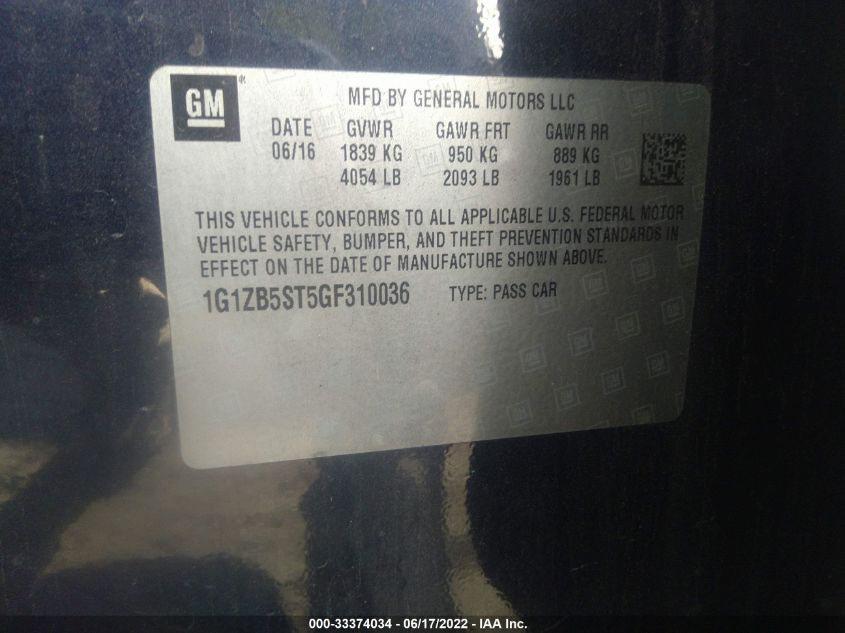 GM
MFD BY GENERAL MOTORS LLC
DATE GVWR GAWR FRT GAWR RR
06/16 1839 KG 950 KG 889 KG
4054 LB 2093 LB 1961 LB
THIS VEHICLE CONFORMS TO ALL APPLICABLE U.S. FEDERAL MOTOR
VEHICLE SAFETY, BUMPER, AND THEFT PREVENTION STANDARDS IN
EFFECT ON THE DATE OF MANUFACTURE SHOWN ABOVE.
1G1ZB5ST5GF310036 TYPE: PASS CAR
000-33374034 - 06/17/2022 - IAA Inc.